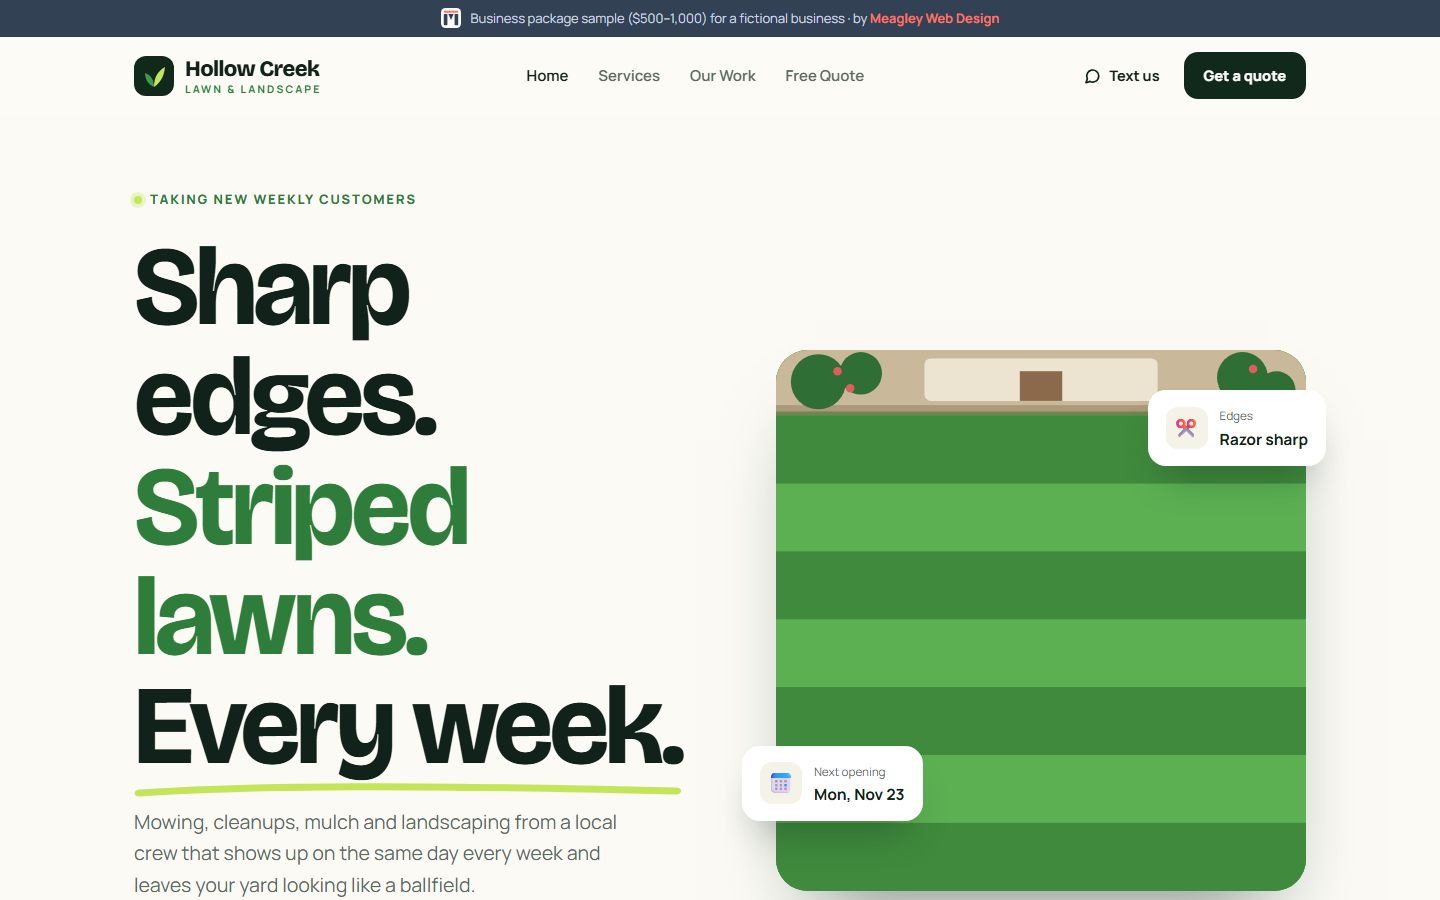 Business package sample ($500–1,000) for a fictional business · by Meagley Web Design
Hollow Creek
LAWN & LANDSCAPE
Home
Services
Our Work
Free Quote
Text us
Get a quote
TAKING NEW WEEKLY CUSTOMERS
Sharp
edges.
Striped
lawns.
Every week.
Mowing, cleanups, mulch and landscaping from a local
crew that shows up on the same day every week and
leaves your yard looking like a ballfield.
Edges
Razor sharp
Next opening
Mon, Nov 23